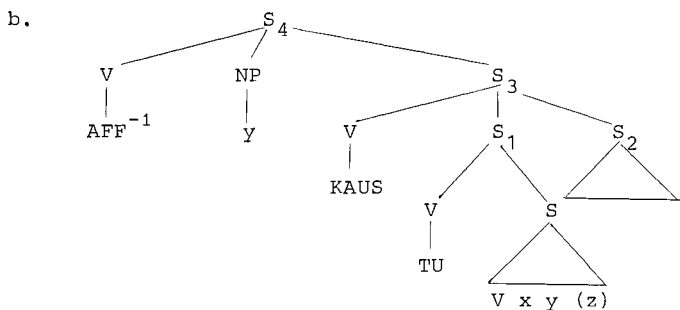 b.
S4
V NP S3
AFF-1 y V S1 S2
KAUS V S
TU
V x y (z)